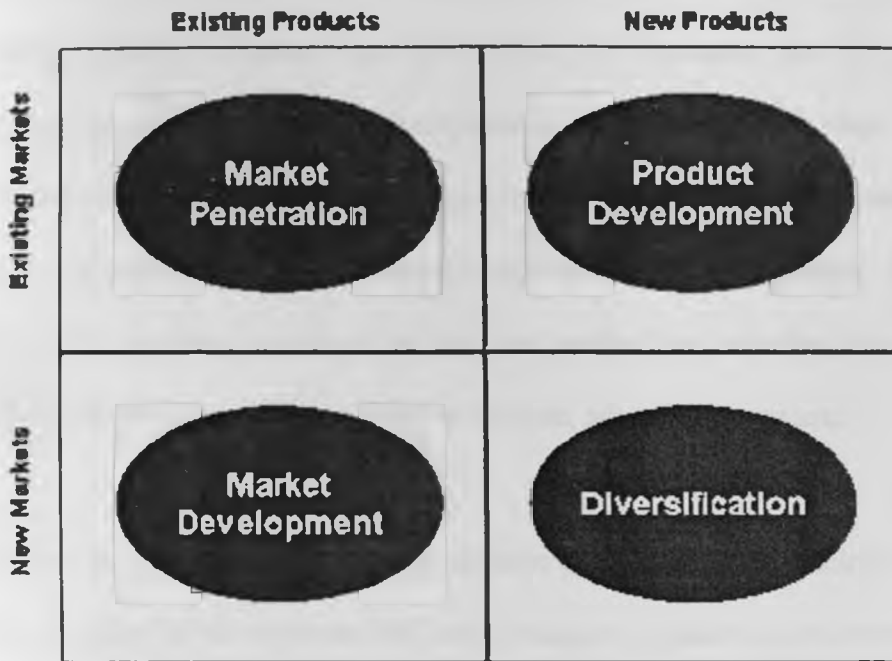 Existing Products
New Products
Existing Markets
Market
Penetration
Product
Development
New Markets
Market
Development
Diversification